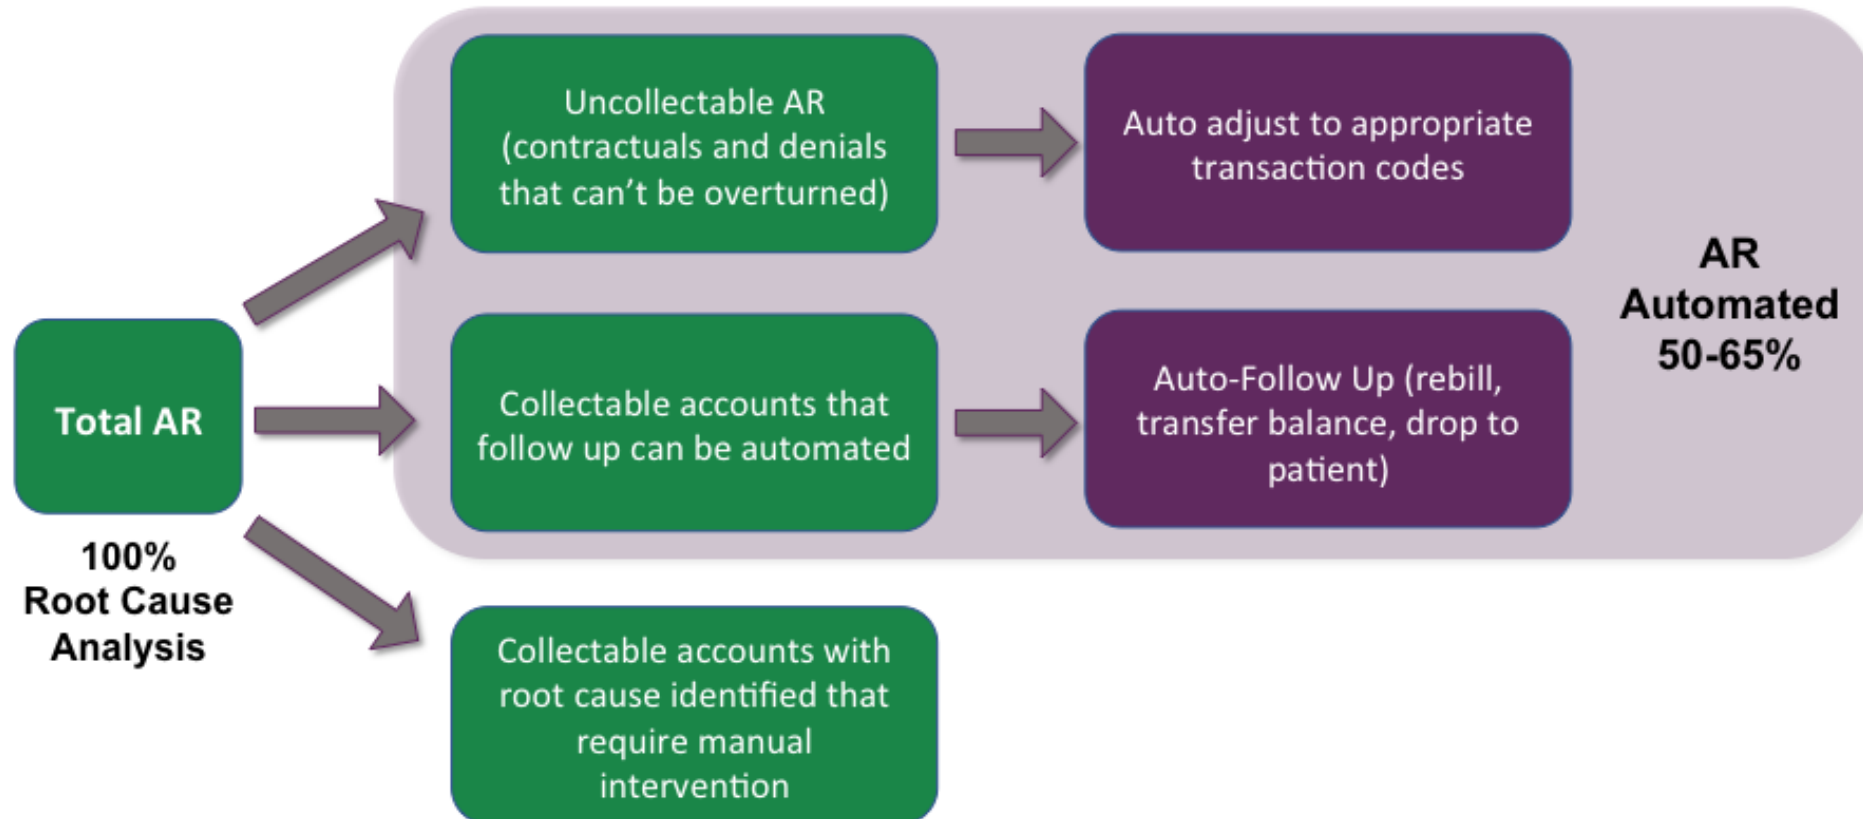 Uncollectable AR
(contractuals and denials
that can’t be overturned)
Auto adjust to appropriate
transaction codes
AR
Automated
50-65%
Total AR
100%
Root Cause
Analysis
Collectable accounts that
follow up can be automated
Auto-Follow Up (rebill,
transfer balance, drop to
patient)
Collectable accounts with
root cause identified that
require manual
intervention